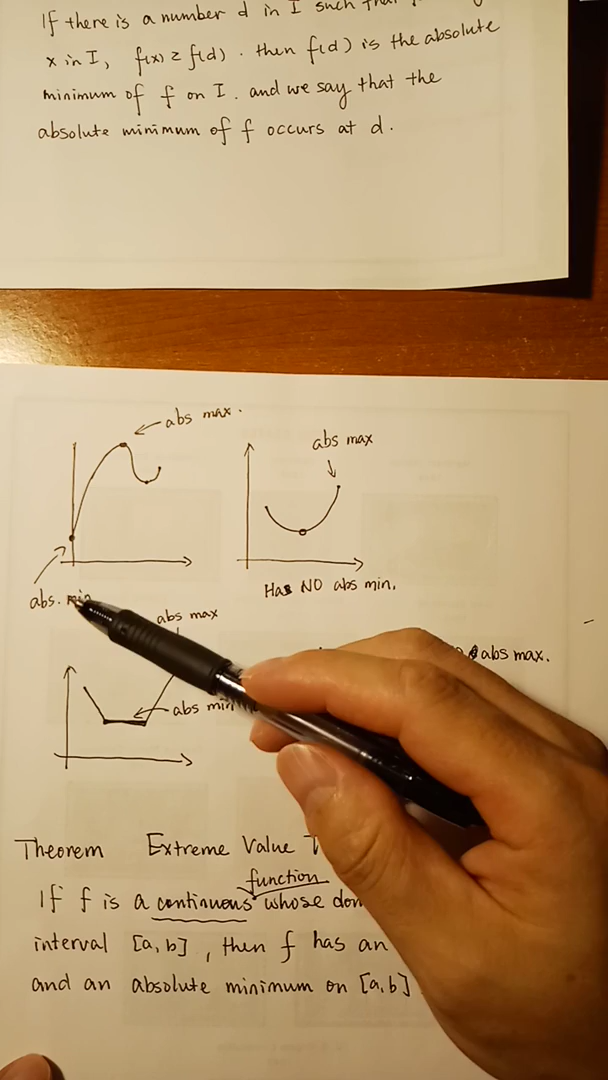 If there is a number d in I such that
x in I, f(x) ≥ f(d). then f(d) is the absolute
minimum of f on I. and we say that the
absolute minimum of f occurs at d.
abs max.
abs max
abs. min
Has NO abs min.
abs max
abs max.
abs min
Theorem Extreme Value
function
If f is a continuous whose
interval [a, b], then f has an
and an absolute minimum on [a, b]